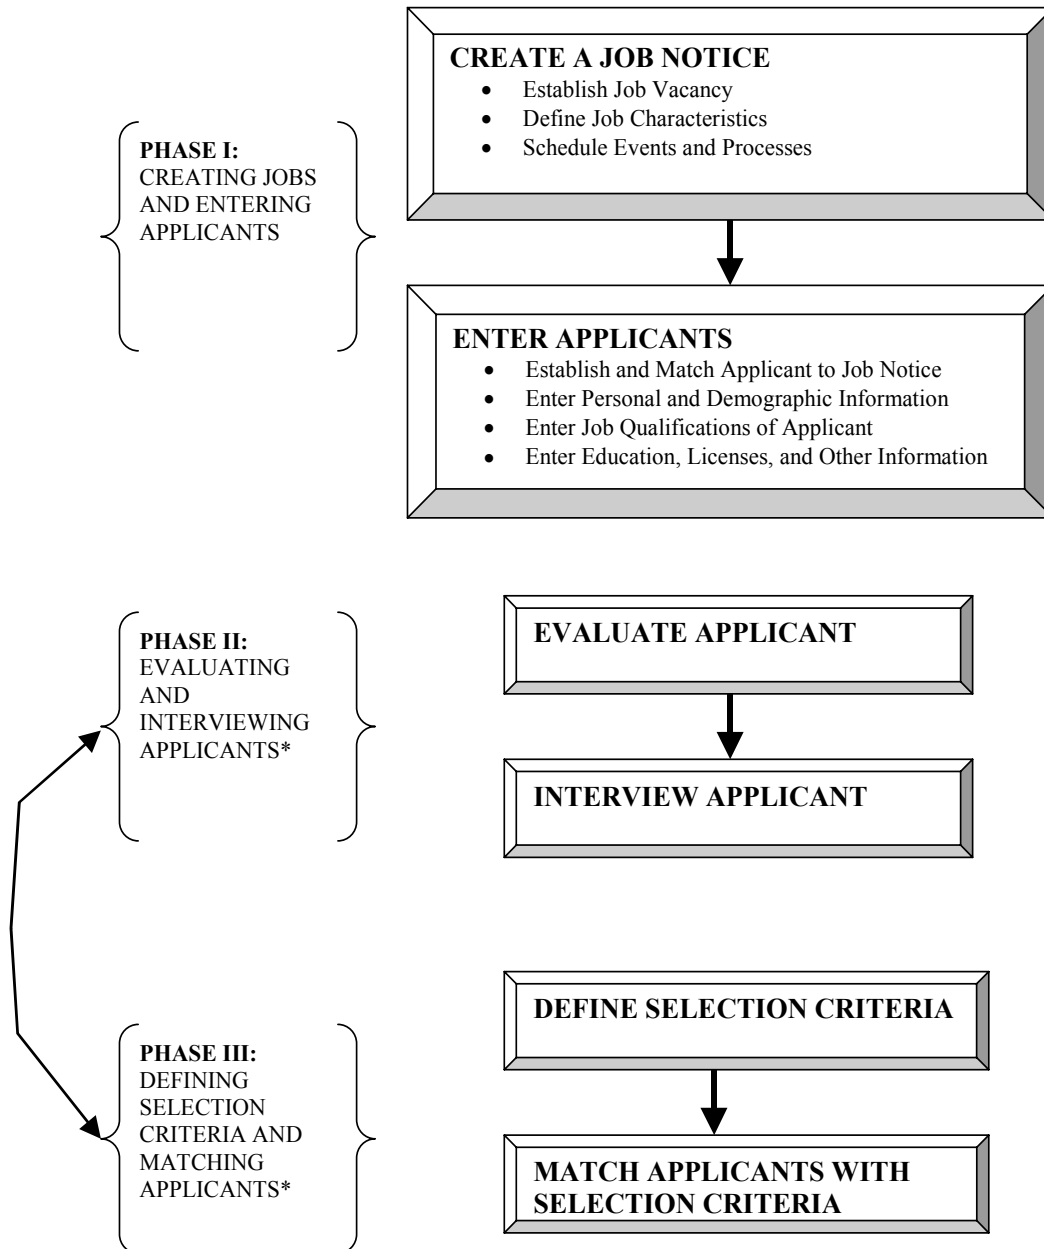 CREATE A JOB NOTICE
• Establish Job Vacancy
• Define Job Characteristics
• Schedule Events and Processes
PHASE I:
CREATING JOBS
AND ENTERING
APPLICANTS
ENTER APPLICANTS
• Establish and Match Applicant to Job Notice
• Enter Personal and Demographic Information
• Enter Job Qualifications of Applicant
• Enter Education, Licenses, and Other Information
PHASE II:
EVALUATING
AND
INTERVIEWING
APPLICANTS*
EVALUATE APPLICANT
INTERVIEW APPLICANT
PHASE III:
DEFINING
SELECTION
CRITERIA AND
MATCHING
APPLICANTS*
DEFINE SELECTION CRITERIA
MATCH APPLICANTS WITH
SELECTION CRITERIA